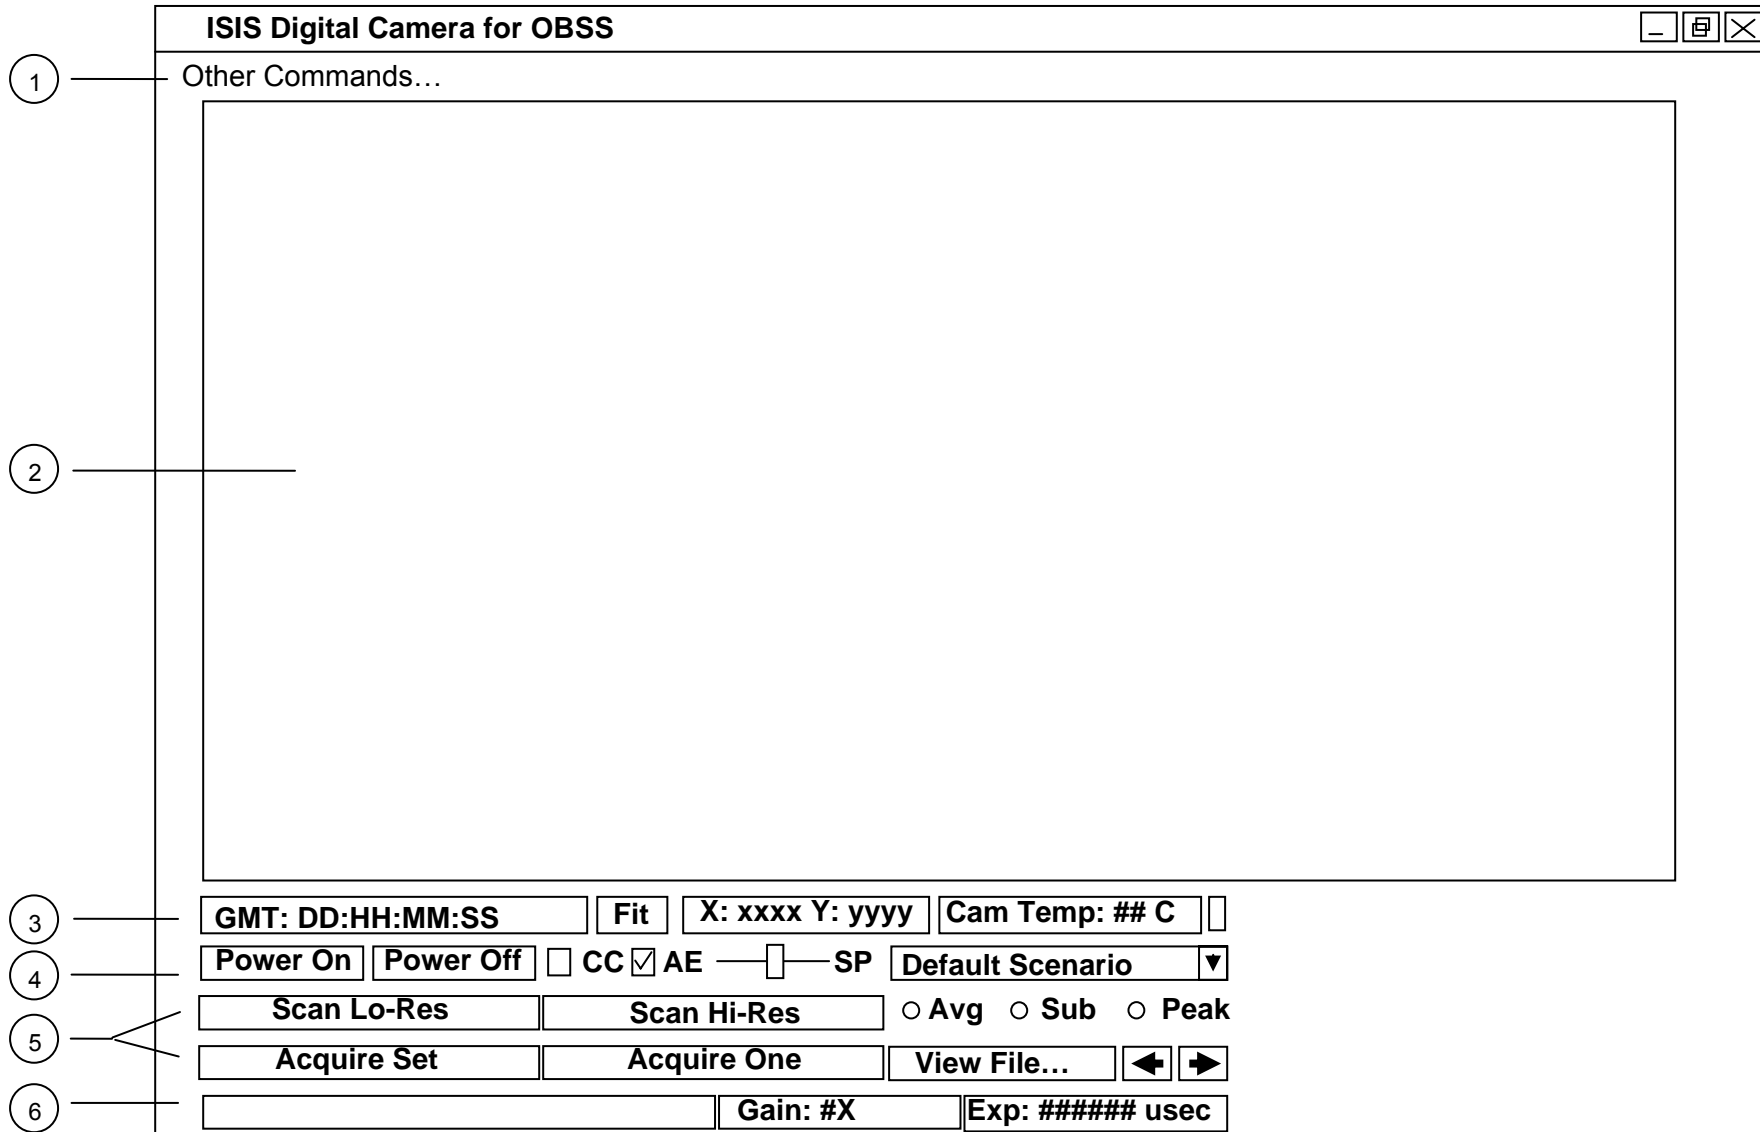 ISIS Digital Camera for OBSS
1 Other Commands…
2
3 GMT: DD:HH:MM:SS Fit X: xxxx Y: yyyy Cam Temp: ## C
4 Power On Power Off CC AE SP Default Scenario
Scan Lo-Res Scan Hi-Res Avg Sub Peak
5
Acquire Set Acquire One View File…
6 Gain: #X Exp: ###### usec